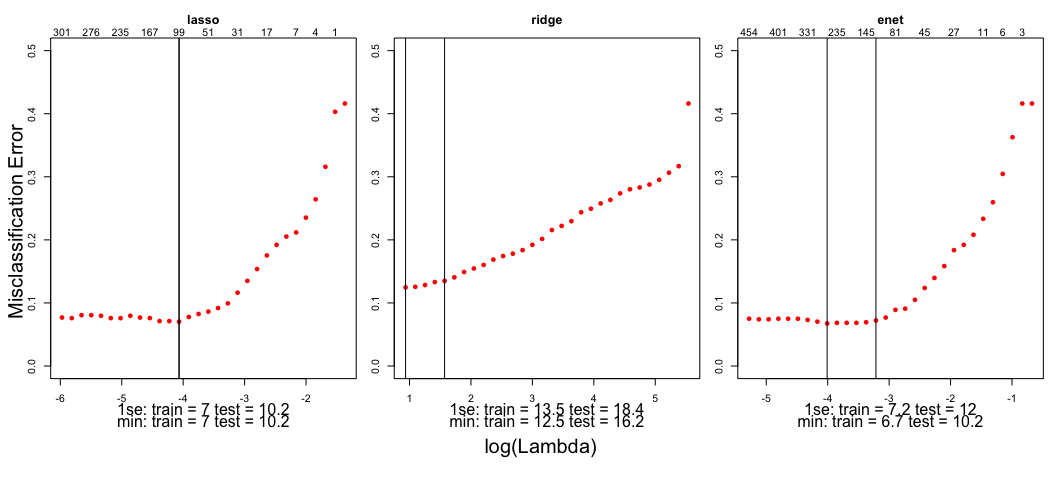 lasso
301 276 235 167 99 51 31 17 7 4 1
Misclassification Error
0.5
0.4
0.3
0.2
0.1
0.0
-6 -5 -4 -3 -2
1se: train = 7 test = 10.2
min: train = 7 test = 10.2
ridge
0.5
0.4
0.3
0.2
0.1
0.0
1 2 3 4 5
1se: train = 13.5 test = 18.4
min: train = 12.5 test = 16.2
log(Lambda)
enet
454 401 331 235 145 81 45 27 11 6 3
0.5
0.4
0.3
0.2
0.1
0.0
-5 -4 -3 -2 -1
1se: train = 7.2 test = 12
min: train = 6.7 test = 10.2